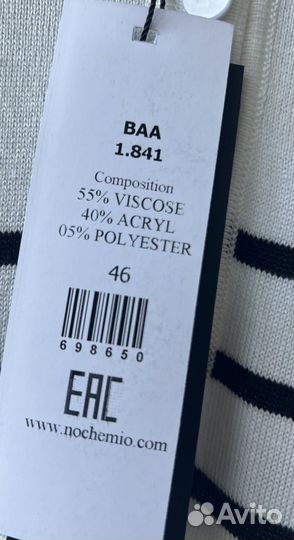 BAA
1.841
Composition
55% VISCOSE
40% ACRYL
05% POLYESTER
46
698650
EAC
www.nochemio.com
Avito